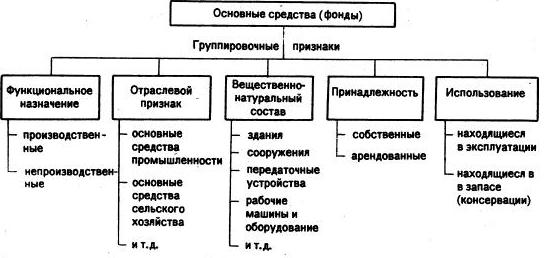 Основные средства (фонды)
Группировочные признаки
Функциональное
назначение
производствен-
ные
непроизводствен-
ные
Отраслевой
признак
основные
средства
промышленности
основные
средства
сельского
хозяйства
и т.д.
Вещественно-
натуральный
состав
здания
сооружения
передаточные
устройства
рабочие
машины и
оборудование
и т.д.
Принадлежность
собственные
арендованные
Использование
находящиеся
в эксплуатации
находящиеся в
в запасе
(консервации)